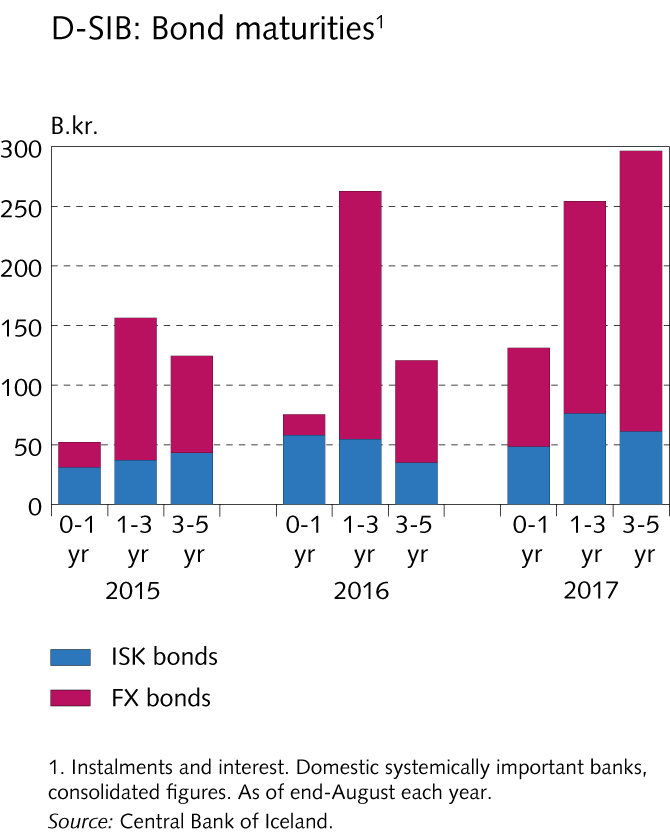 D-SIB: Bond maturities¹
B.kr.
300
250
200
150
100
50
0
0-1 1-3 3-5 0-1 1-3 3-5 0-1 1-3 3-5
yr yr yr yr yr yr yr yr yr
2015 2016 2017
ISK bonds
FX bonds
1. Instalments and interest. Domestic systemically important banks,
consolidated figures. As of end-August each year.
Source: Central Bank of Iceland.